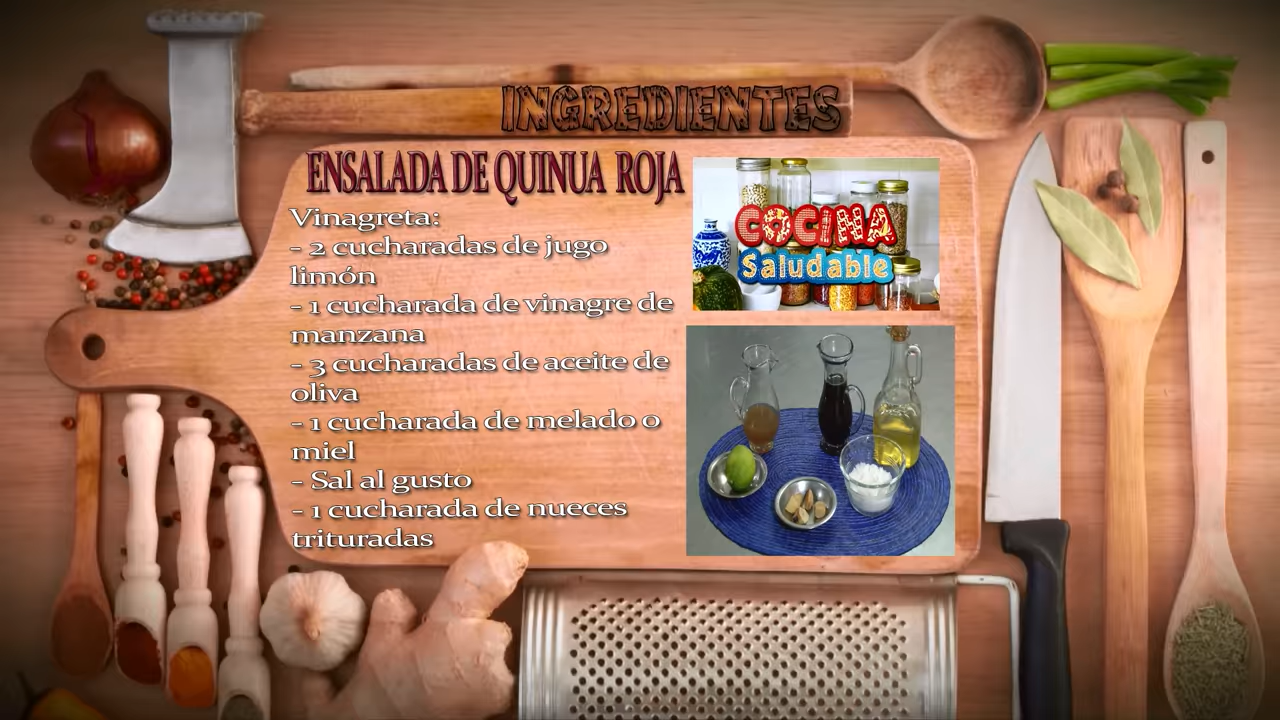 INGREDIENTES
ENSALADA DE QUINUA ROJA
Vinagreta:
- 2 cucharadas de jugo
limón
- 1 cucharada de vinagre de
manzana
- 3 cucharadas de aceite de
oliva
- 1 cucharada de melado o
miel
- Sal al gusto
- 1 cucharada de nueces
trituradas
COCINA
Saludable